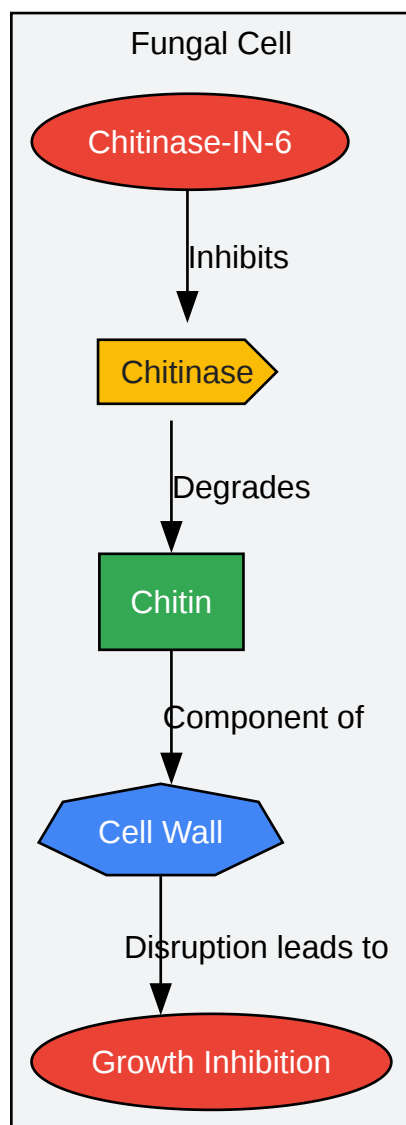 Fungal Cell
Chitinase-IN-6
Inhibits
Chitinase
Degrades
Chitin
Component of
Cell Wall
Disruption leads to
Growth Inhibition